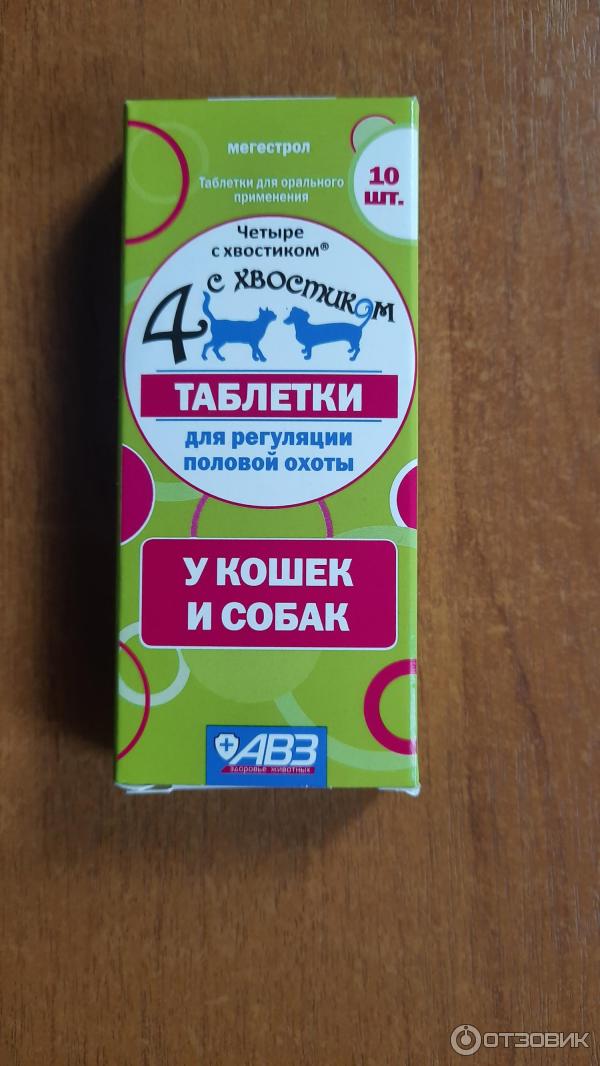 мегестрол
10
шт.
Таблетки для орального
применения
Четыре
с хвостиком®
4 с хвостиком
ТАБЛЕТКИ
для регуляции
половой охоты
У КОШЕК
И СОБАК
АВЗ
здоровье животных
ОТЗОВИК